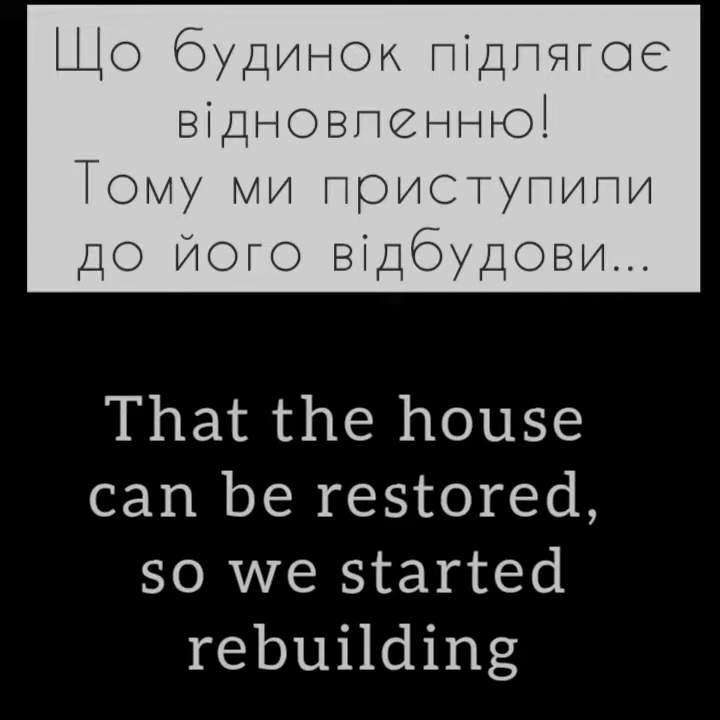 Що будинок підлягає
відновленню!
Тому ми приступили
до його відбудови...
That the house
can be restored,
so we started
rebuilding